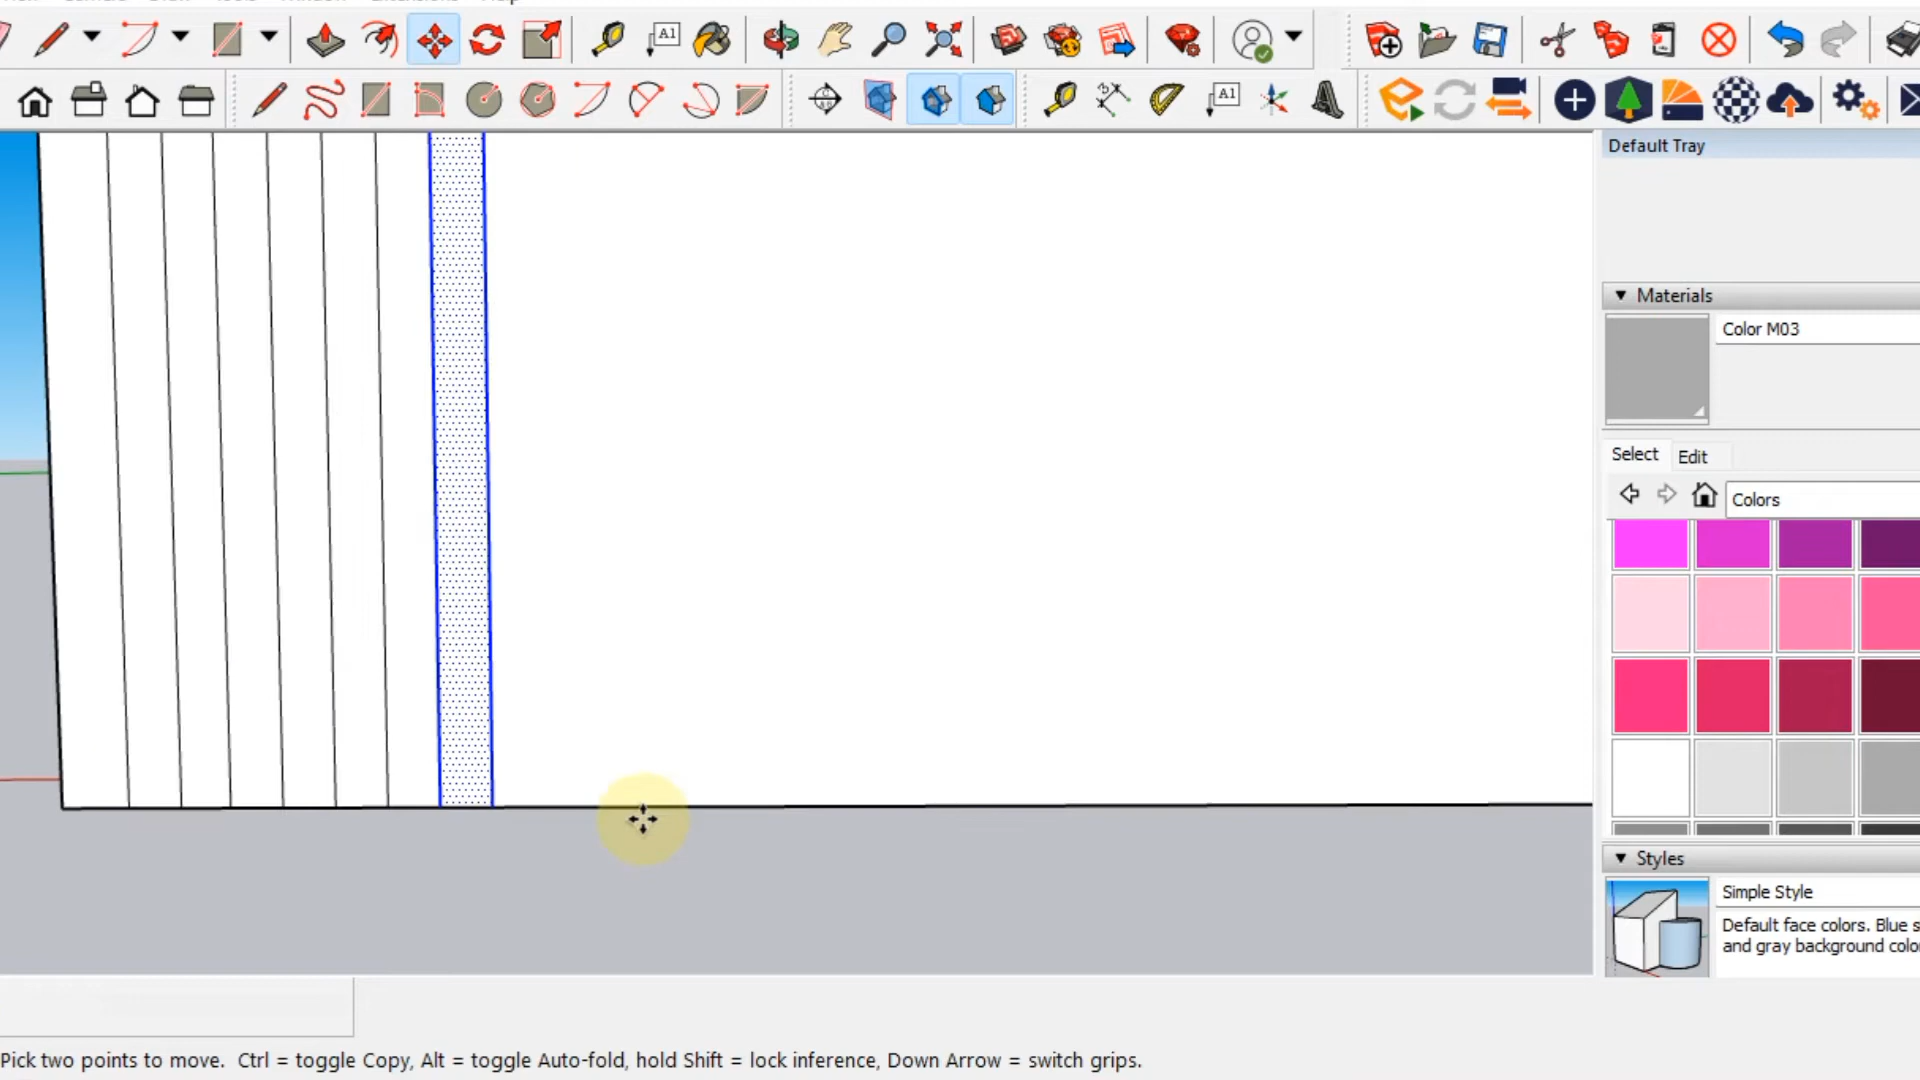 A1
A1
Default Tray
Materials
Color M03
Select Edit
Colors
Styles
Simple Style
Default face colors. Blue s
and gray background colo
Pick two points to move. Ctrl = toggle Copy, Alt = toggle Auto-fold, hold Shift = lock inference, Down Arrow = switch grips.